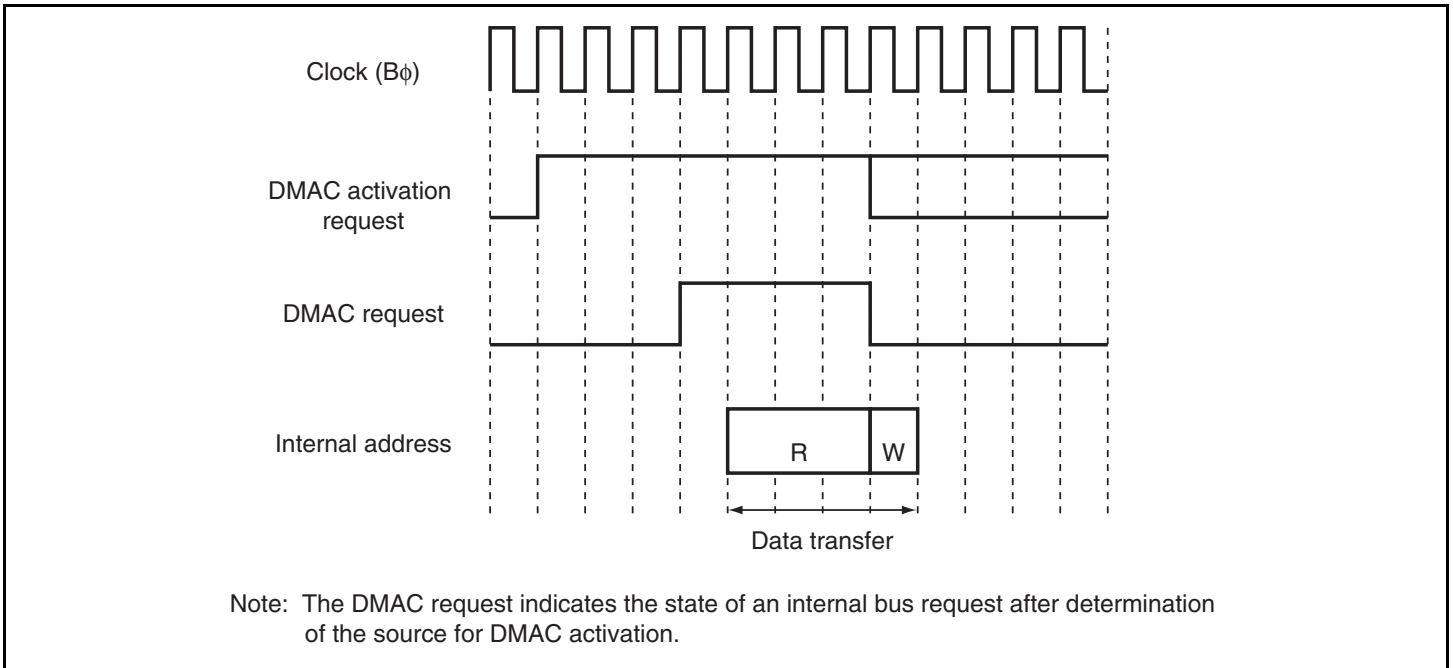 Clock (Bϕ)
DMAC activation
request
DMAC request
Internal address
R
W
Data transfer
Note: The DMAC request indicates the state of an internal bus request after determination
of the source for DMAC activation.